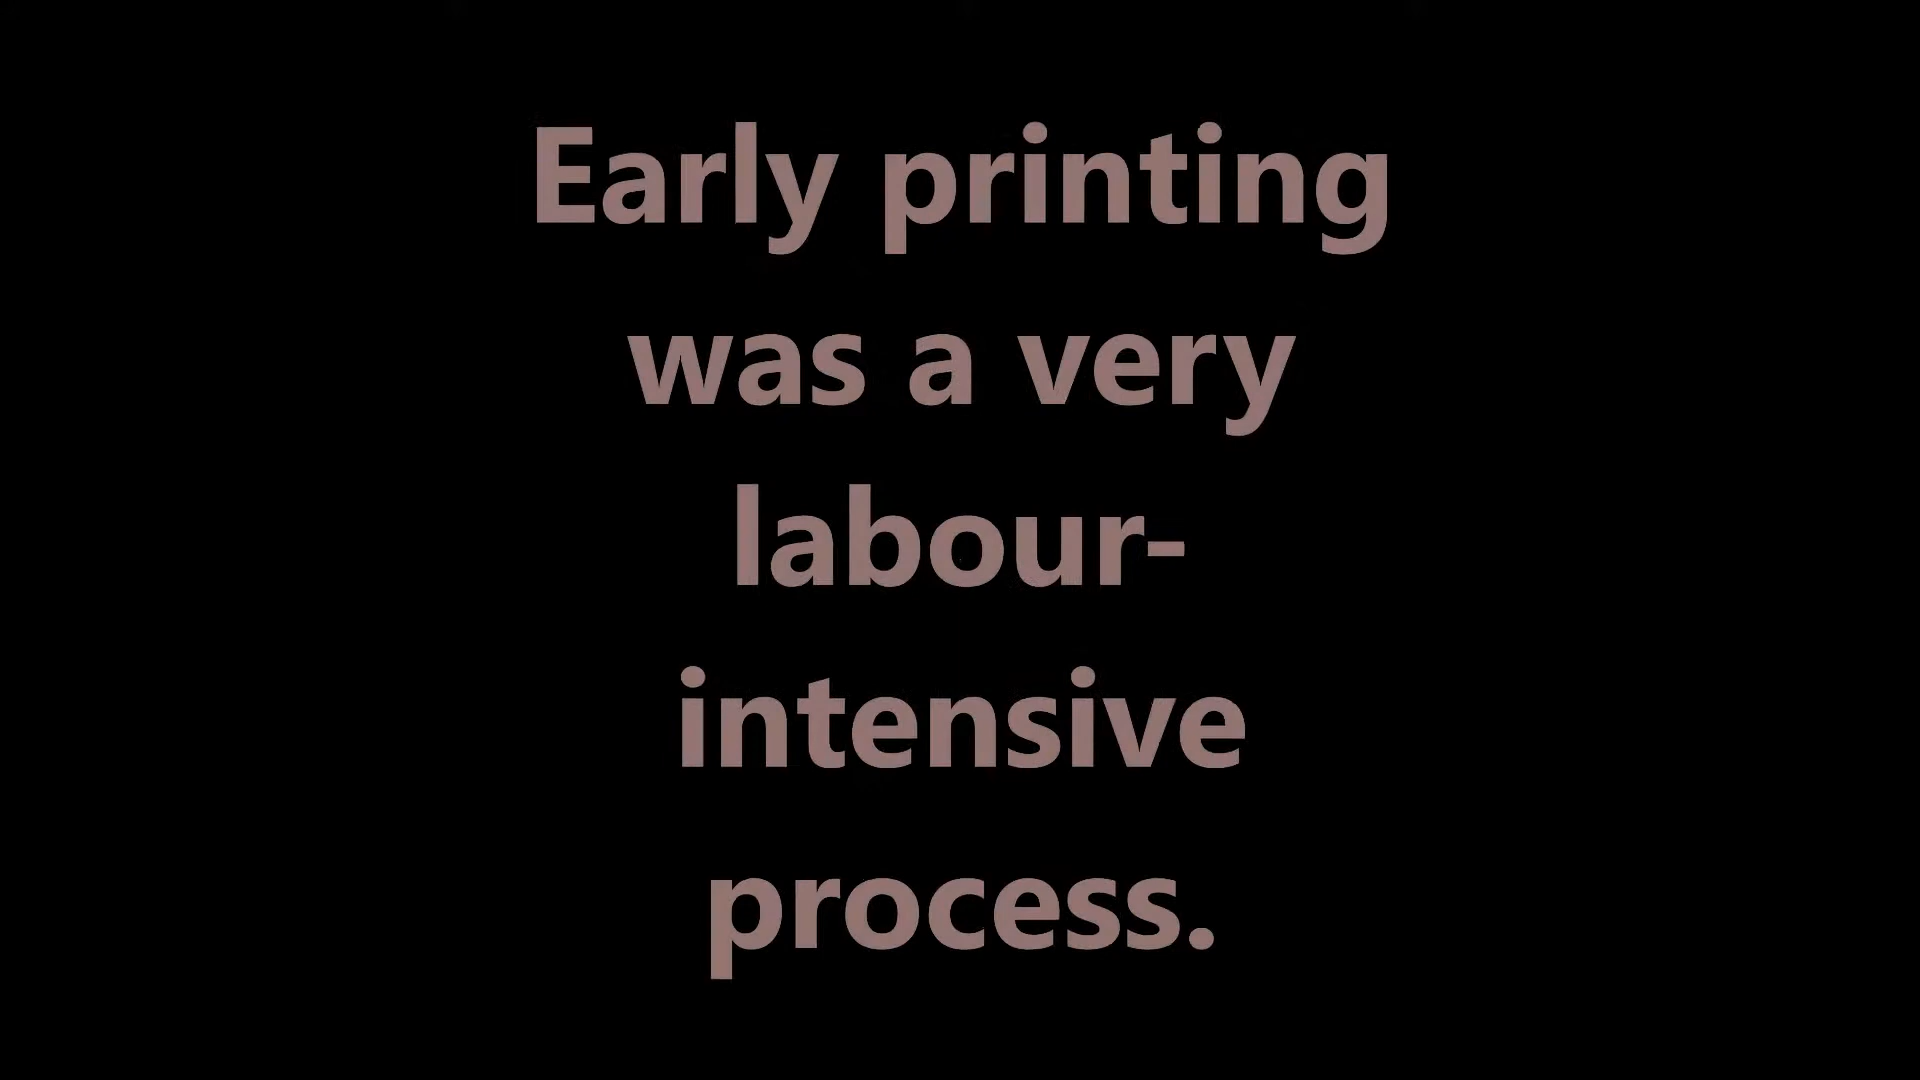 Early printing
was a very
labour-
intensive
process.